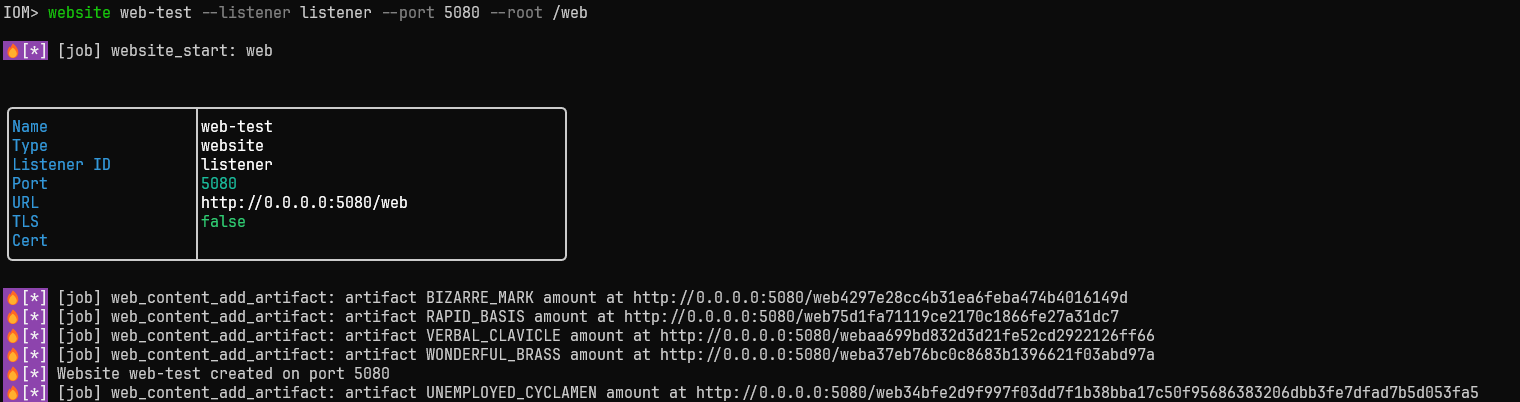 IOM> website web-test --listener listener --port 5080 --root /web
[*] [job] website_start: web
Name web-test
Type website
Listener ID listener
Port 5080
URL http://0.0.0.0:5080/web
TLS false
Cert
[*] [job] web_content_add_artifact: artifact BIZARRE_MARK amount at http://0.0.0.0:5080/web4297e28cc4b31ea6feba474b4016149d
[*] [job] web_content_add_artifact: artifact RAPID_BASIS amount at http://0.0.0.0:5080/web75d1fa71119ce2170c1866fe27a31dc7
[*] [job] web_content_add_artifact: artifact VERBAL_CLAVICLE amount at http://0.0.0.0:5080/webaa699bd832d3d21fe52cd2922126ff66
[*] [job] web_content_add_artifact: artifact WONDERFUL_BRASS amount at http://0.0.0.0:5080/weba37eb76bc0c8683b1396621f03abd97a
[*] Website web-test created on port 5080
[*] [job] web_content_add_artifact: artifact UNEMPLOYED_CYCLAMEN amount at http://0.0.0.0:5080/web34bfe2d9f997f03dd7f1b38bba17c50f95686383206dbb3fe7dfad7b5d053fa5